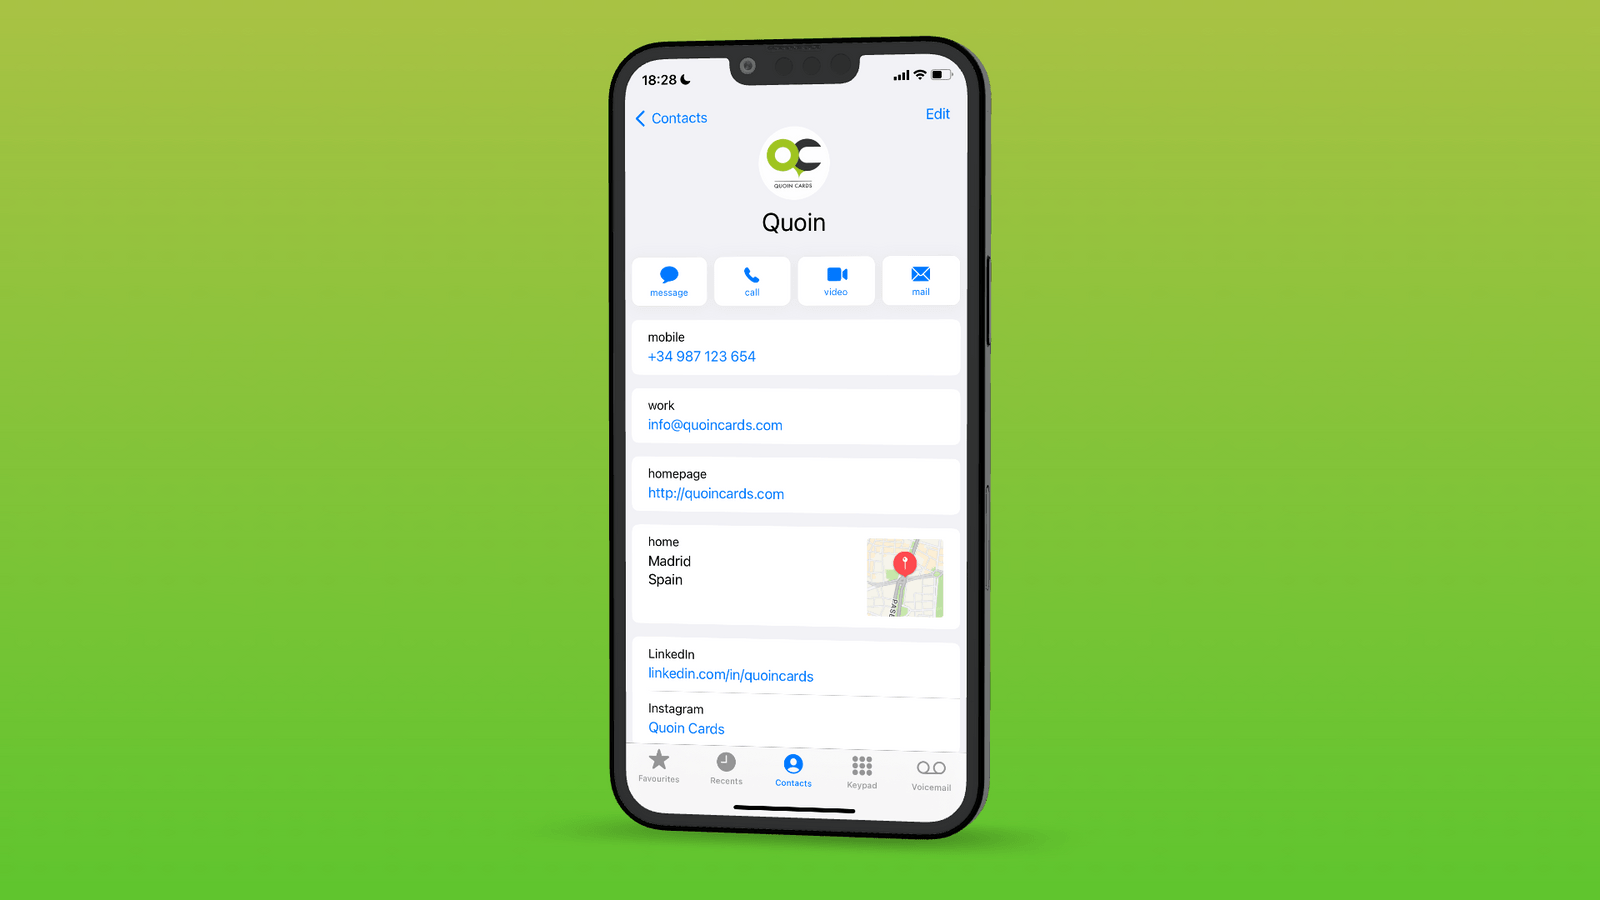 18:28
Contacts
Edit
QC
QUOIN CARDS
Quoin
message
call
video
mail
mobile
+34 987 123 654
work
info@quoincards.com
homepage
http://quoincards.com
home
Madrid
Spain
PASE
LinkedIn
linkedin.com/in/quoincards
Instagram
Quoin Cards
Favourites
Recents
Contacts
Keypad
Voicemail